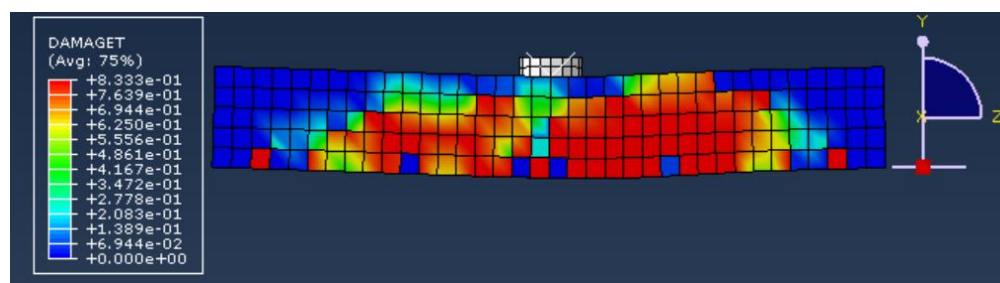 DAMAGET
(Avg: 75%)
+8.333e-01
+7.639e-01
+6.944e-01
+6.250e-01
+5.556e-01
+4.861e-01
+4.167e-01
+3.472e-01
+2.778e-01
+2.083e-01
+1.389e-01
+6.944e-02
+0.000e+00
Y
X
Z